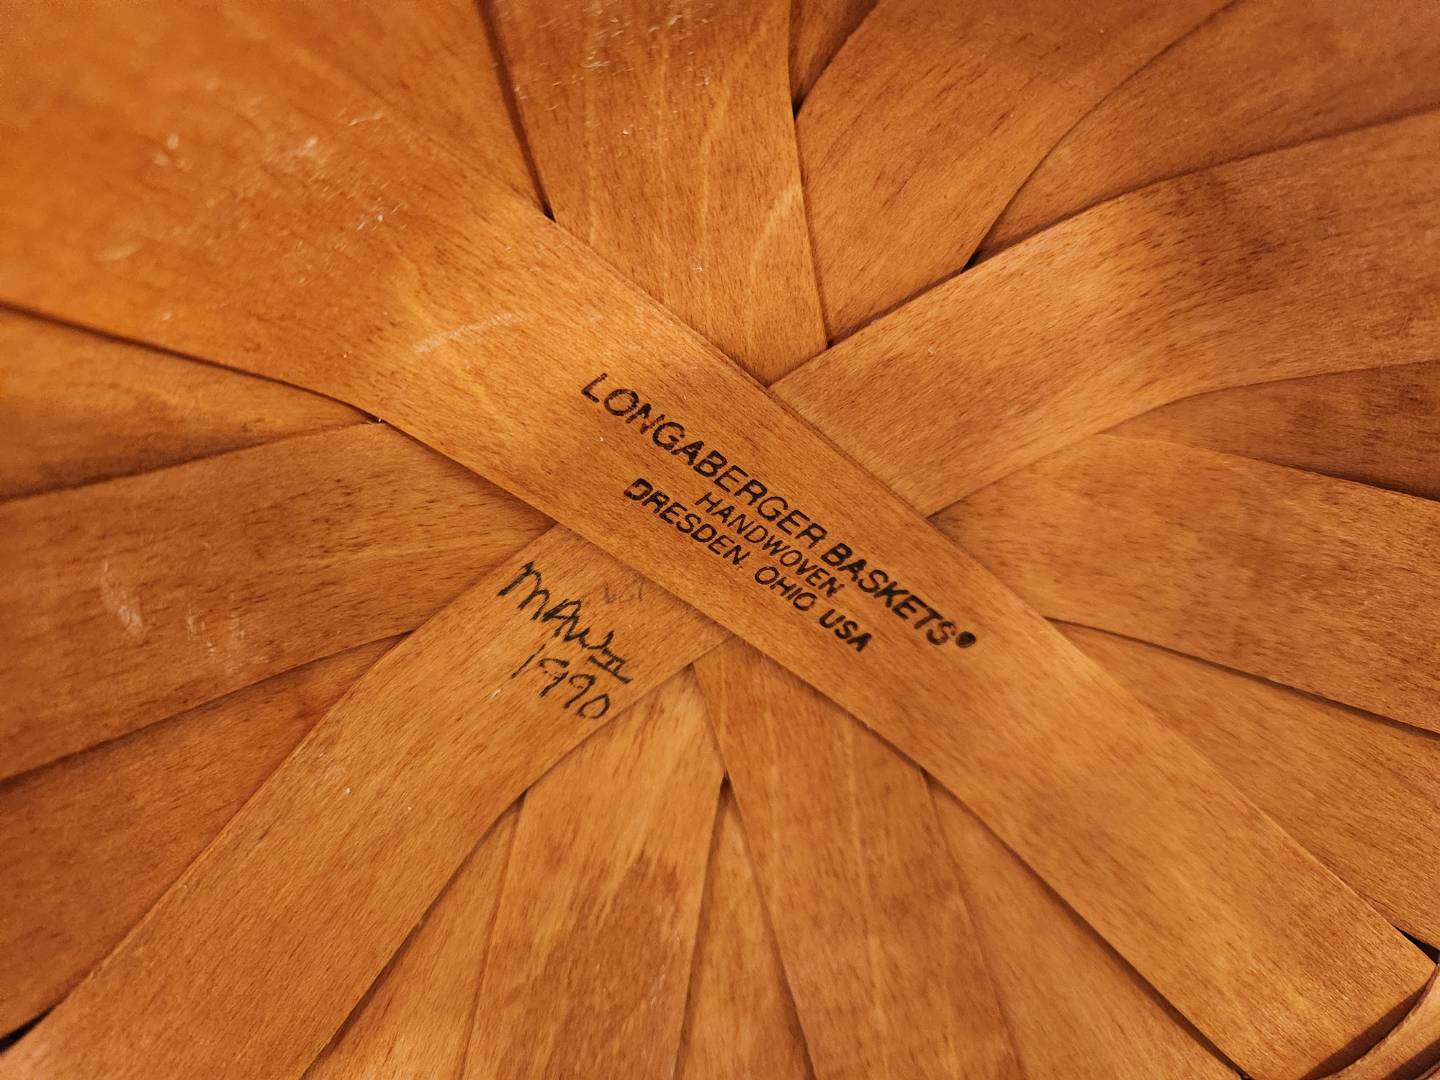 LONGABERGER BASKETS®
HANDWOVEN
DRESDEN, OHIO USA
1990